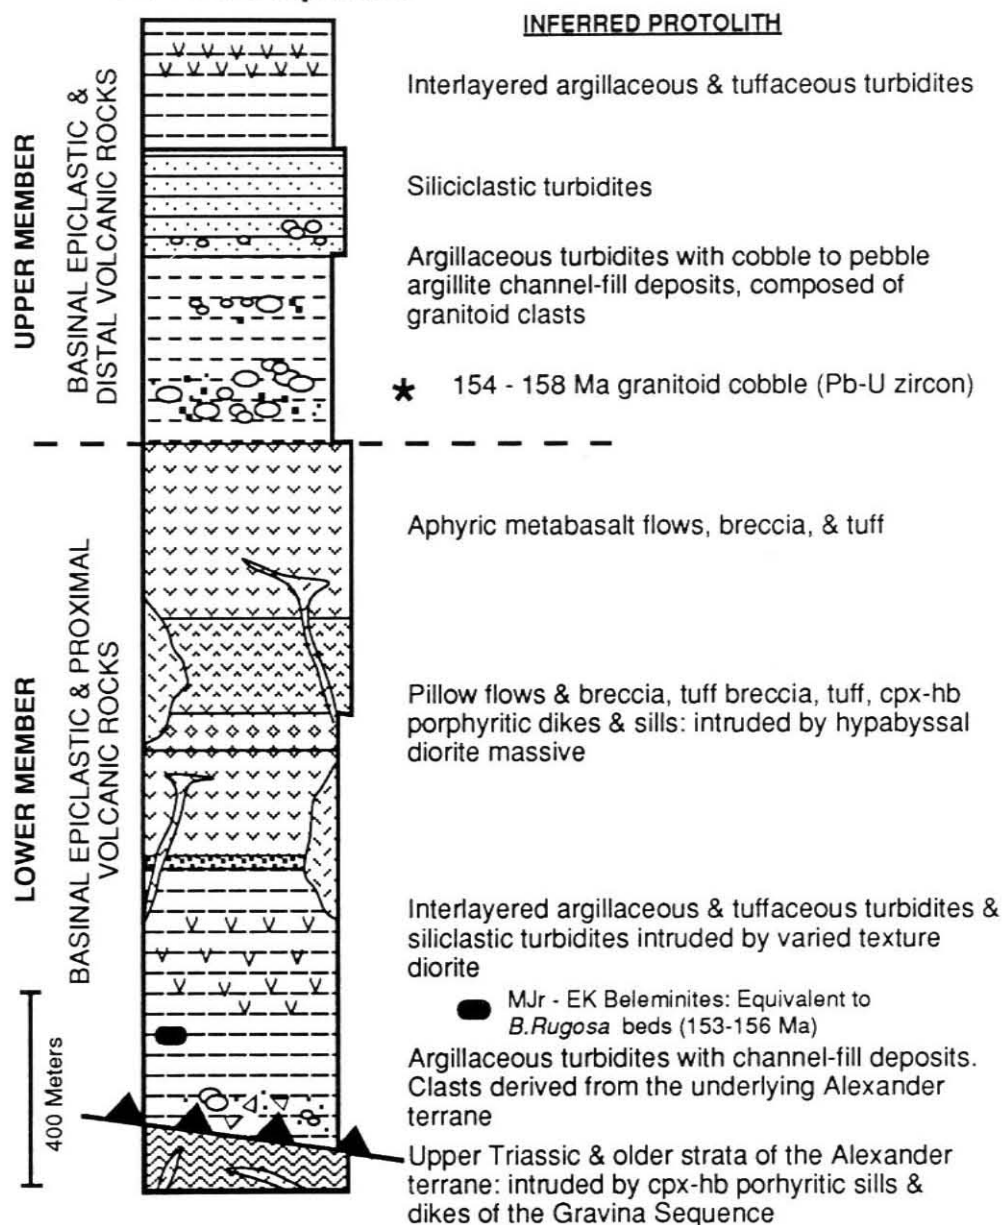 INFERRED PROTOLITH
Interlayered argillaceous & tuffaceous turbidites
Siliciclastic turbidites
Argillaceous turbidites with cobble to pebble
argillite channel-fill deposits, composed of
granitoid clasts
* 154 - 158 Ma granitoid cobble (Pb-U zircon)
Aphyric metabasalt flows, breccia, & tuff
Pillow flows & breccia, tuff breccia, tuff, cpx-hb
porphyritic dikes & sills: intruded by hypabyssal
diorite massive
Interlayered argillaceous & tuffaceous turbidites &
siliclastic turbidites intruded by varied texture
diorite
MJr - EK Beleminites: Equivalent to
B.Rugosa beds (153-156 Ma)
Argillaceous turbidites with channel-fill deposits.
Clasts derived from the underlying Alexander
terrane
Upper Triassic & older strata of the Alexander
terrane: intruded by cpx-hb porhyritic sills &
dikes of the Gravina Sequence
UPPER MEMBER
BASINAL EPICLASTIC &
DISTAL VOLCANIC ROCKS
LOWER MEMBER
BASINAL EPICLASTIC & PROXIMAL
VOLCANIC ROCKS
400 Meters